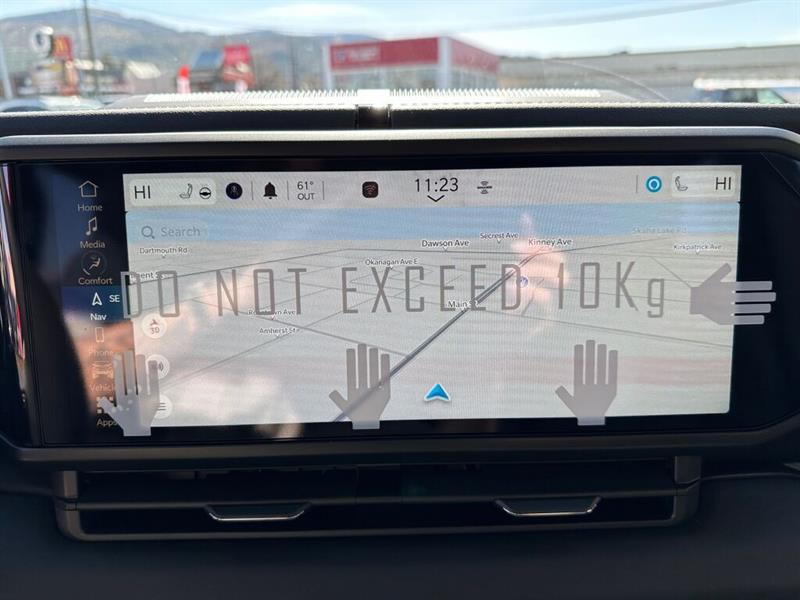 HI
61°
OUT
11:23
HI
Home
Media
Comfort
Nav
Phone
Vehicle
Apps
Search
Dartmouth Rd
Okanagan Ave E
Dawson Ave
Secrest Ave
Kinney Ave
Skaha Lake Rd
Kirkpatrick Ave
DO NOT EXCEED 10Kg
Main St
Amherst St
3D
SE